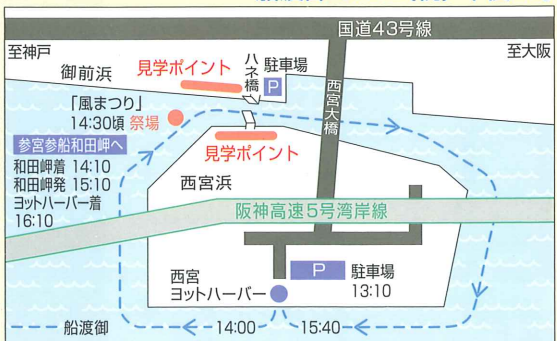 国道43号線
至神戸
至大阪
御前浜
見学ポイント
ハネ橋
駐車場
P
西宮大橋
「風まつり」
14:30頃 祭場
参宮参船和田岬へ
和田岬着 14:10
和田岬発 15:10
ヨットハーバー着
16:10
見学ポイント
西宮浜
阪神高速5号湾岸線
西宮
ヨットハーバー
P
駐車場
13:10
船渡御
14:00
15:40